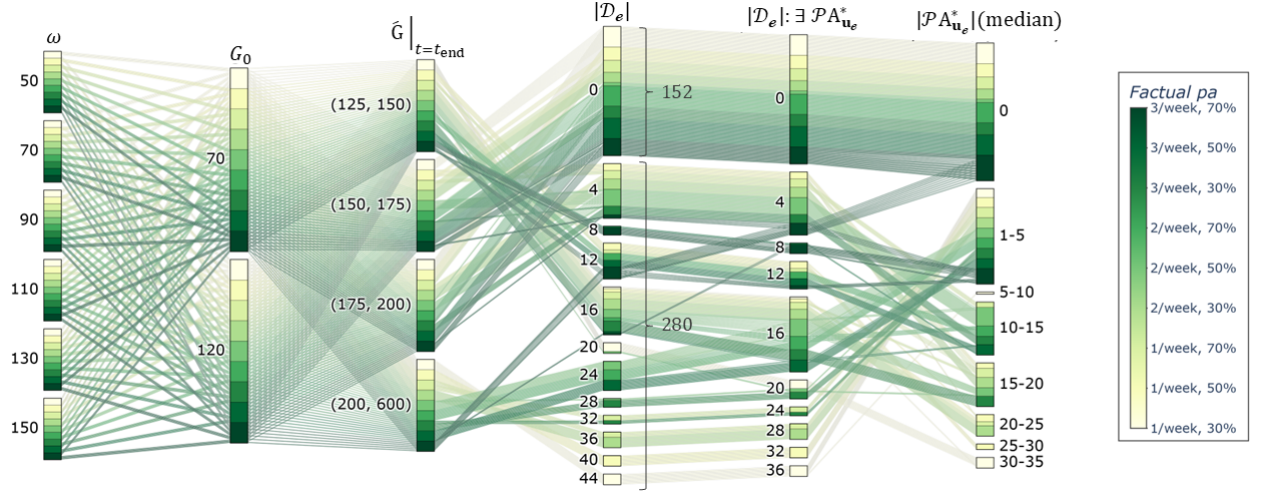 ω
50
70
90
110
130
150
G₀
70
120
Ǵ|t=tend
(125, 150)
(150, 175)
(175, 200)
(200, 600)
|𝒟ₑ|
0
4
8
12
16
20
24
28
32
36
40
44
152
280
|𝒟ₑ|: ∃ 𝒫A*uₑ
0
4
8
12
16
20
24
28
32
36
|𝒫A*uₑ|(median)
0
1-5
5-10
10-15
15-20
20-25
25-30
30-35
Factual pa
3/week, 70%
3/week, 50%
3/week, 30%
2/week, 70%
2/week, 50%
2/week, 30%
1/week, 70%
1/week, 50%
1/week, 30%